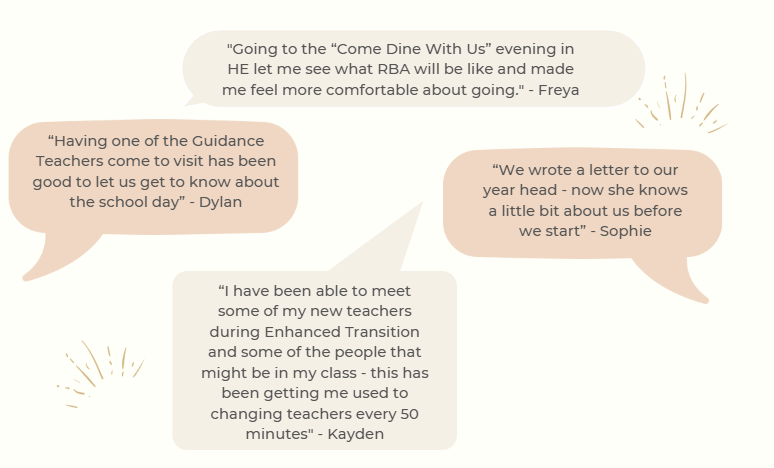 "Going to the “Come Dine With Us” evening in
HE let me see what RBA will be like and made
me feel more comfortable about going." - Freya
“Having one of the Guidance
Teachers come to visit has been
good to let us get to know about
the school day” - Dylan
“We wrote a letter to our
year head - now she knows
a little bit about us before
we start” - Sophie
“I have been able to meet
some of my new teachers
during Enhanced Transition
and some of the people that
might be in my class - this has
been getting me used to
changing teachers every 50
minutes" - Kayden